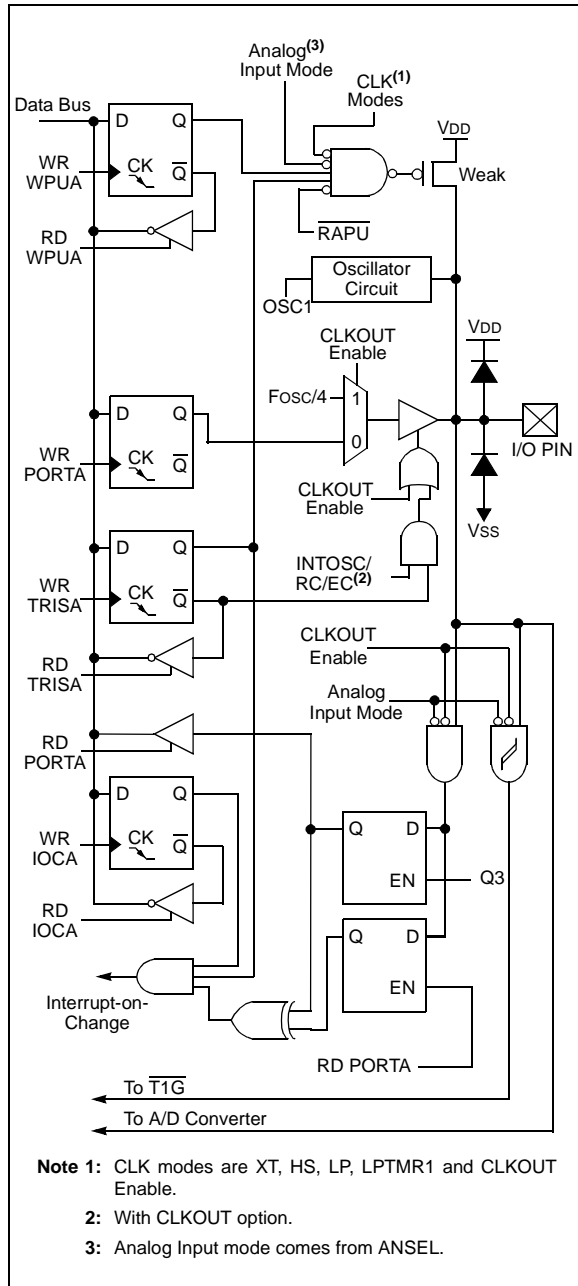 Analog(3)
Input Mode
CLK(1)
Modes
Data Bus
D Q
VDD
WR
WPUA
CK Q
Weak
RD
WPUA
RAPU
Oscillator
Circuit
OSC1
CLKOUT
Enable
VDD
FOSC/4
1
D Q
0
I/O PIN
WR
PORTA
CK Q
CLKOUT
Enable
VSS
D Q
INTOSC/
RC/EC(2)
WR
TRISA
CK Q
CLKOUT
Enable
RD
TRISA
Analog
Input Mode
RD
PORTA
D Q
Q D
WR
IOCA
CK Q
EN
Q3
RD
IOCA
Q D
EN
Interrupt-on-
Change
RD PORTA
To T1G
To A/D Converter
Note 1: CLK modes are XT, HS, LP, LPTMR1 and CLKOUT
Enable.
2: With CLKOUT option.
3: Analog Input mode comes from ANSEL.